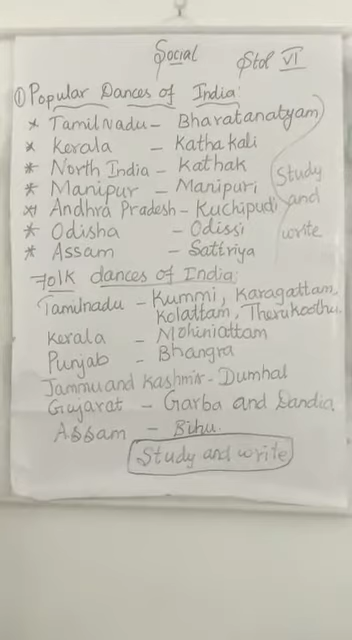 Social Std VI
① Popular Dances of India:
* Tamil Nadu - Bharatanatyam
* Kerala - Kathakali
* North India - Kathak
* Manipur - Manipuri
* Andhra Pradesh - Kuchipudi
* Odisha - Odissi
* Assam - Satiriya
Study and write
Folk dances of India:
Tamilnadu - Kummi, Karagattam,
Kolattam, Therukoothu.
Kerala - Mohiniattam
Punjab - Bhangra
Jammu and Kashmir - Dumhal
Gujarat - Garba and Dandia
Assam - Bihu.
Study and write